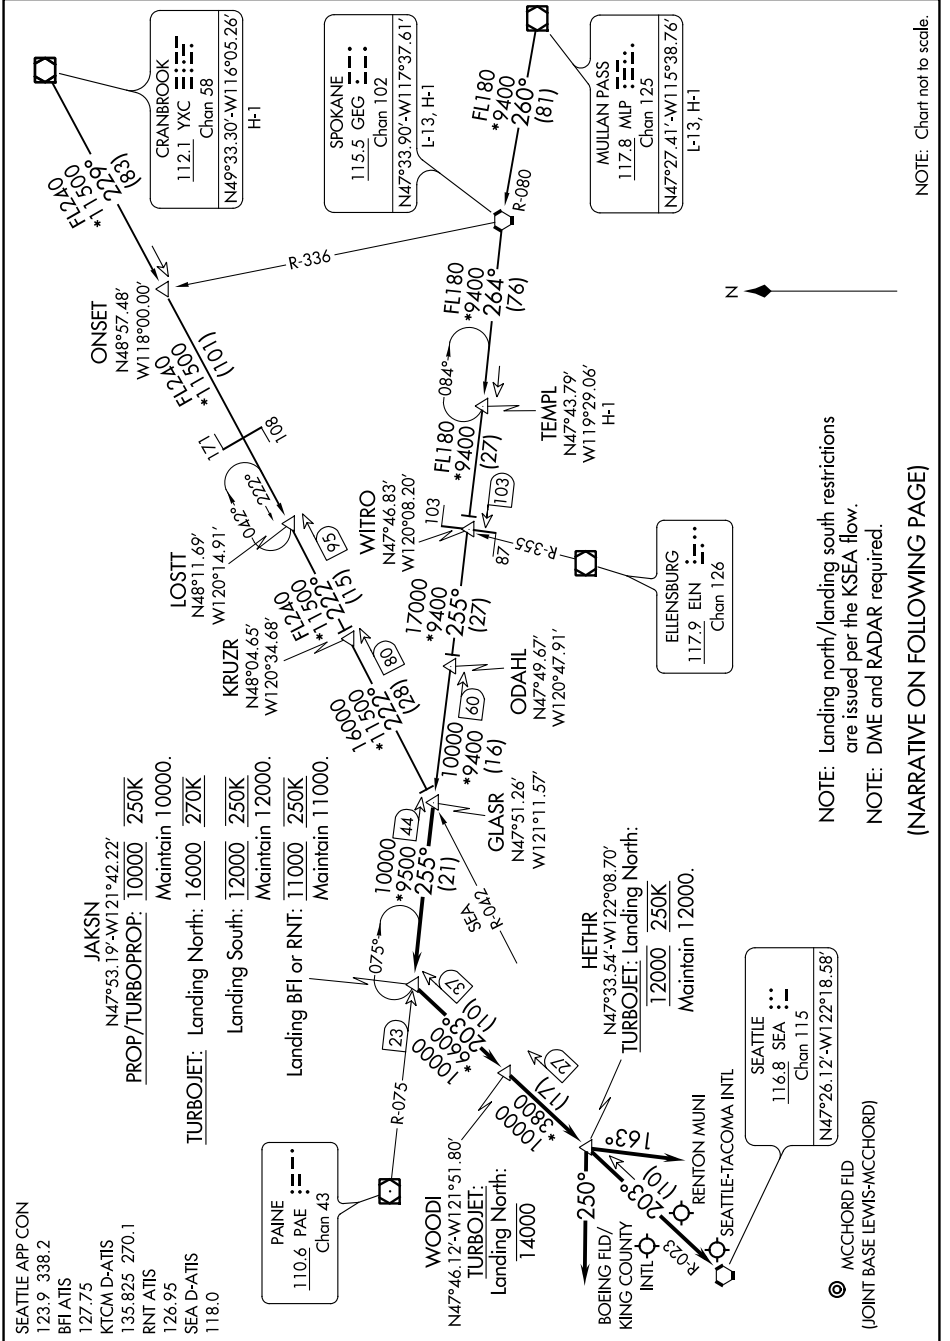 SEATTLE APP CON
123.9 338.2
BFI ATIS
127.75
KTCM D-ATIS
135.825 270.1
RNT ATIS
126.95
SEA D-ATIS
118.0
JAKSN
N47°53.19'-W121°42.22'
PROP/TURBOPROP: 10000 250K
Maintain 10000.
TURBOJET: Landing North: 16000 270K
Landing South: 12000 250K
Maintain 12000.
Landing BFI or RNT: 11000 250K
Maintain 11000.
CRANBROOK
112.1 YXC
Chan 58
N49°33.30'-W116°05.26'
H-1
FL240
*11500
229°
(83)
ONSET
N48°57.48'
W118°00.00'
FL240
*11500
(101)
171
108
R-336
LOSTT
N48°11.69'
W120°14.91'
042°
222°
95
FL240
*11500
222°
(15)
KRUZR
N48°04.65'
W120°34.68'
80
16000
*11500
222°
(28)
SPOKANE
115.5 GEG
Chan 102
N47°33.90'-W117°37.61'
L-13, H-1
FL180
*9400
260°
(81)
R-080
MULLAN PASS
117.8 MLP
Chan 125
N47°27.41'-W115°38.76'
L-13, H-1
FL180
*9400
264°
(76)
084°
TEMPL
N47°43.79'
W119°29.06'
H-1
FL180
*9400
(27)
103
WITRO
N47°46.83'
W120°08.20'
103
87
R-355
ELLENSBURG
117.9 ELN
Chan 126
17000
*9400
255°
(27)
ODAHL
N47°49.67'
W120°47.91'
60
10000
*9400
(16)
GLASR
N47°51.26'
W121°11.57'
44
SEA
R-042
10000
*9500
255°
(21)
075°
PAINE
110.6 PAE
Chan 43
R-075
23
37
10000
*6600
203°
(10)
WOODI
N47°46.12'-W121°51.80'
TURBOJET:
Landing North:
14000
27
10000
*3800
(17)
HETHR
N47°33.54'-W122°08.70'
TURBOJET: Landing North:
12000 250K
Maintain 12000.
250°
163°
203°
(10)
R-023
BOEING FLD/
KING COUNTY
INTL
RENTON MUNI
SEATTLE-TACOMA INTL
SEATTLE
116.8 SEA
Chan 115
N47°26.12'-W122°18.58'
MCCHORD FLD
(JOINT BASE LEWIS-MCCHORD)
N
NOTE: Landing north/landing south restrictions
are issued per the KSEA flow.
NOTE: DME and RADAR required.
(NARRATIVE ON FOLLOWING PAGE)
NOTE: Chart not to scale.